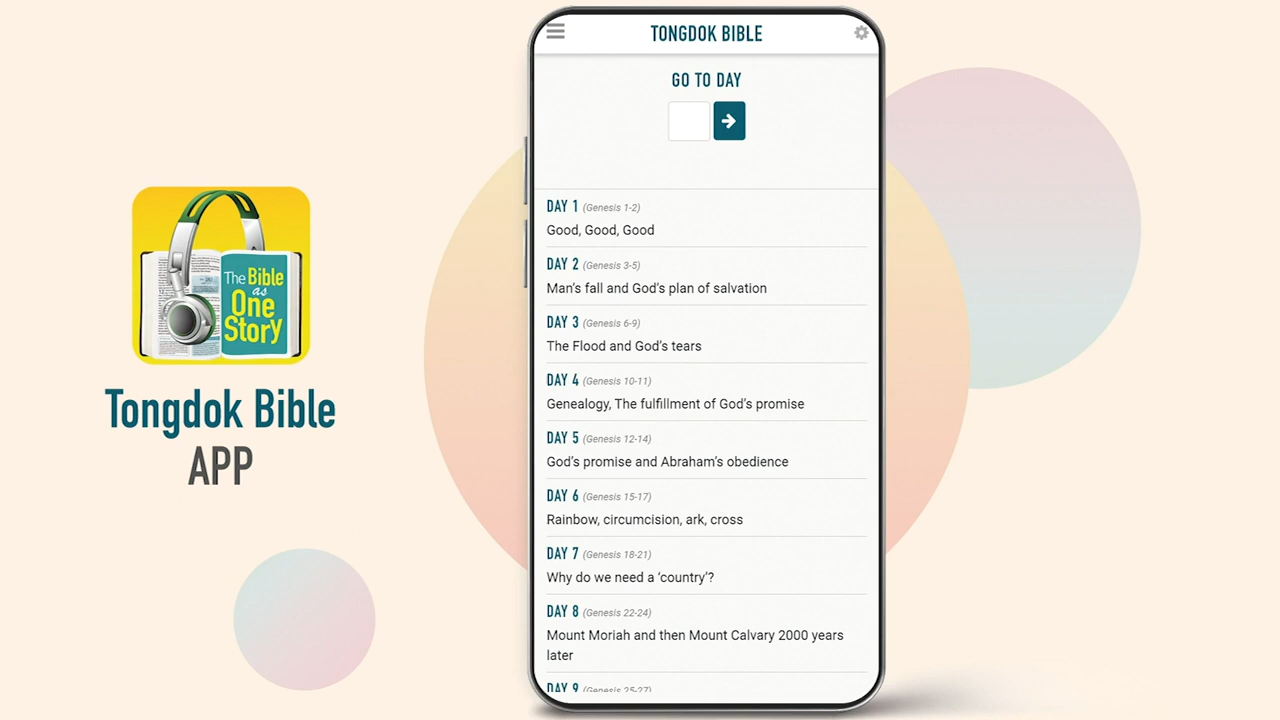 The Bible
as
One
Story
Tongdok Bible
APP
TONGDOK BIBLE
GO TO DAY
DAY 1 (Genesis 1-2)
Good, Good, Good
DAY 2 (Genesis 3-5)
Man's fall and God's plan of salvation
DAY 3 (Genesis 6-9)
The Flood and God's tears
DAY 4 (Genesis 10-11)
Genealogy, The fulfillment of God's promise
DAY 5 (Genesis 12-14)
God's promise and Abraham's obedience
DAY 6 (Genesis 15-17)
Rainbow, circumcision, ark, cross
DAY 7 (Genesis 18-21)
Why do we need a ‘country’?
DAY 8 (Genesis 22-24)
Mount Moriah and then Mount Calvary 2000 years
later
DAY 9 (Genesis 25-27)